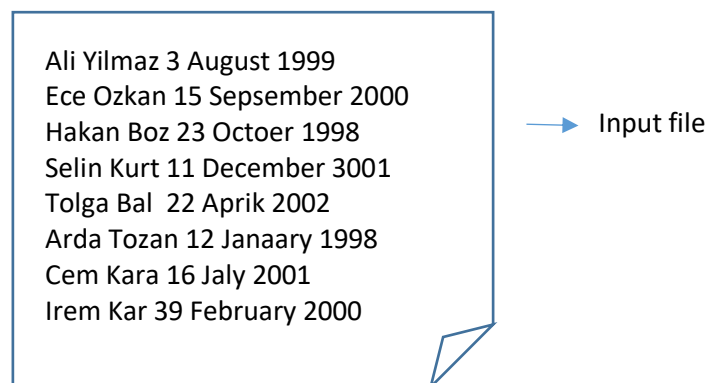 Ali Yilmaz 3 August 1999
Ece Ozkan 15 Sepsember 2000
Hakan Boz 23 Octoer 1998
Selin Kurt 11 December 3001
Tolga Bal  22 Aprik 2002
Arda Tozan 12 Janaary 1998
Cem Kara 16 Jaly 2001
Irem Kar 39 February 2000
Input file